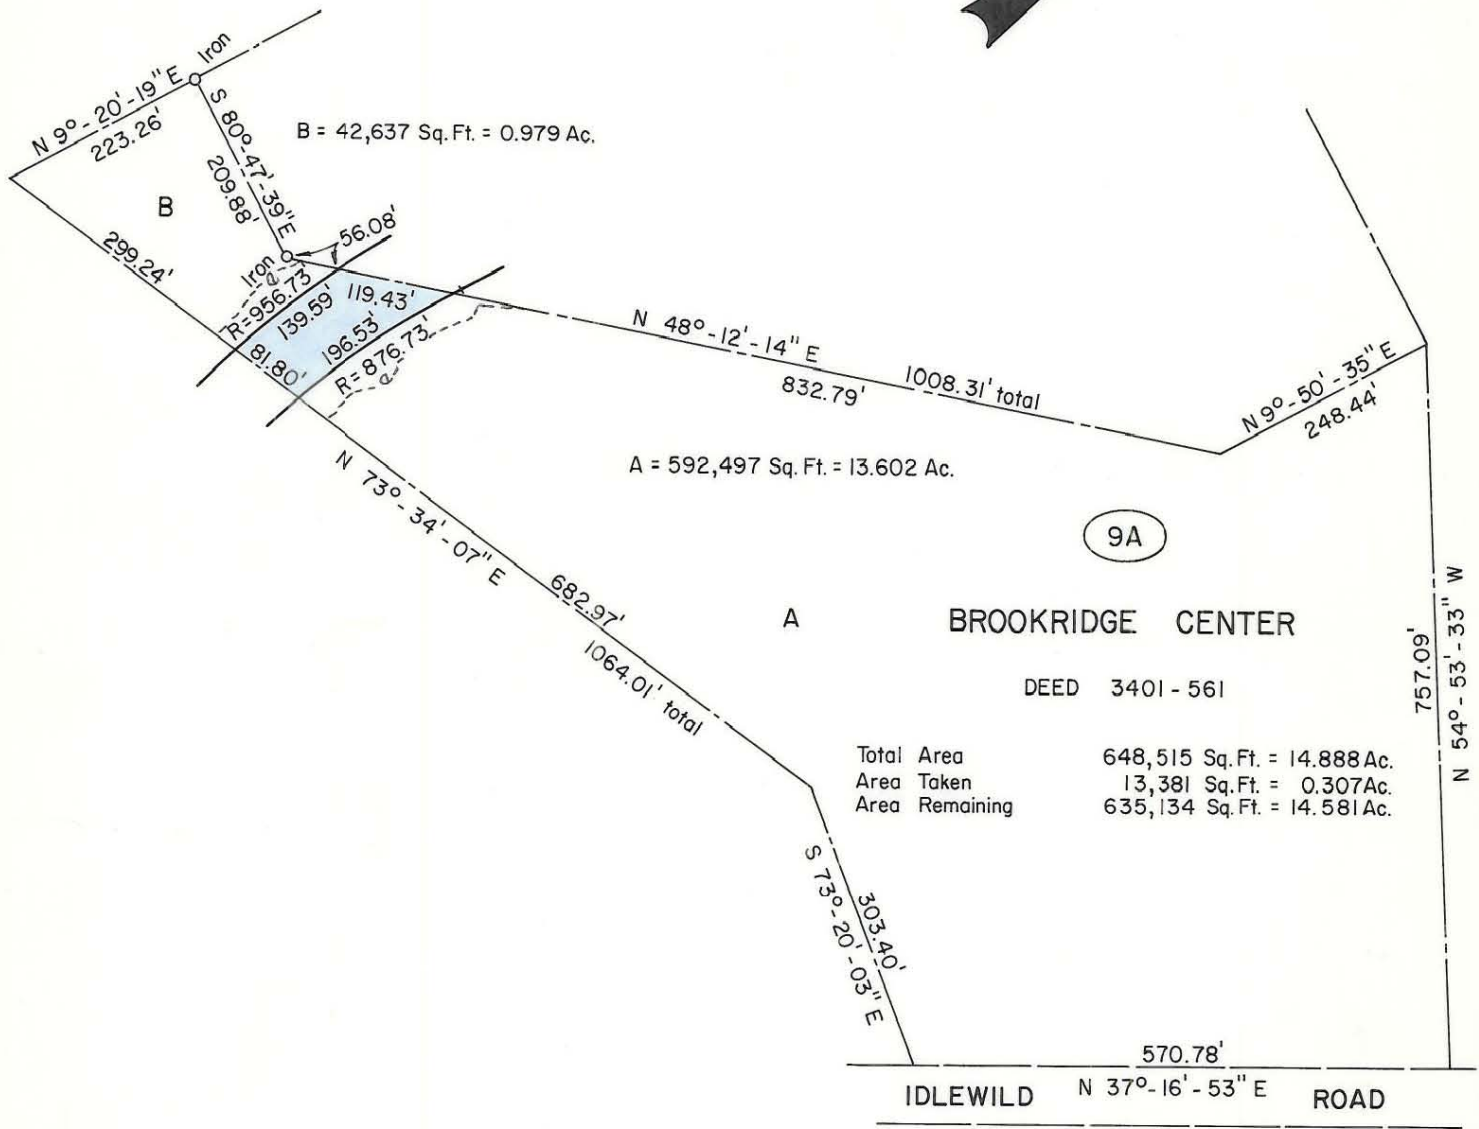 Iron
N 9°-20'-19" E
223.26'
S 80°-47'-39" E
209.88'
B = 42,637 Sq. Ft. = 0.979 Ac.
B
299.24'
Iron
56.08'
R=956.73'
139.59'
119.43'
81.80'
196.53'
R=876.73'
N 48°-12'-14" E
832.79'
1008.31' total
N 9°-50'-35" E
248.44'
A = 592,497 Sq. Ft. = 13.602 Ac.
N 73°-34'-07" E
9A
682.97'
1064.01' total
A
BROOKRIDGE CENTER
DEED 3401-561
757.09'
N 54°-53'-33" W
Total Area 648,515 Sq. Ft. = 14.888 Ac.
Area Taken 13,381 Sq. Ft. = 0.307 Ac.
Area Remaining 635,134 Sq. Ft. = 14.581 Ac.
S 73°-20'-03" E
303.40'
570.78'
IDLEWILD N 37°-16'-53" E ROAD